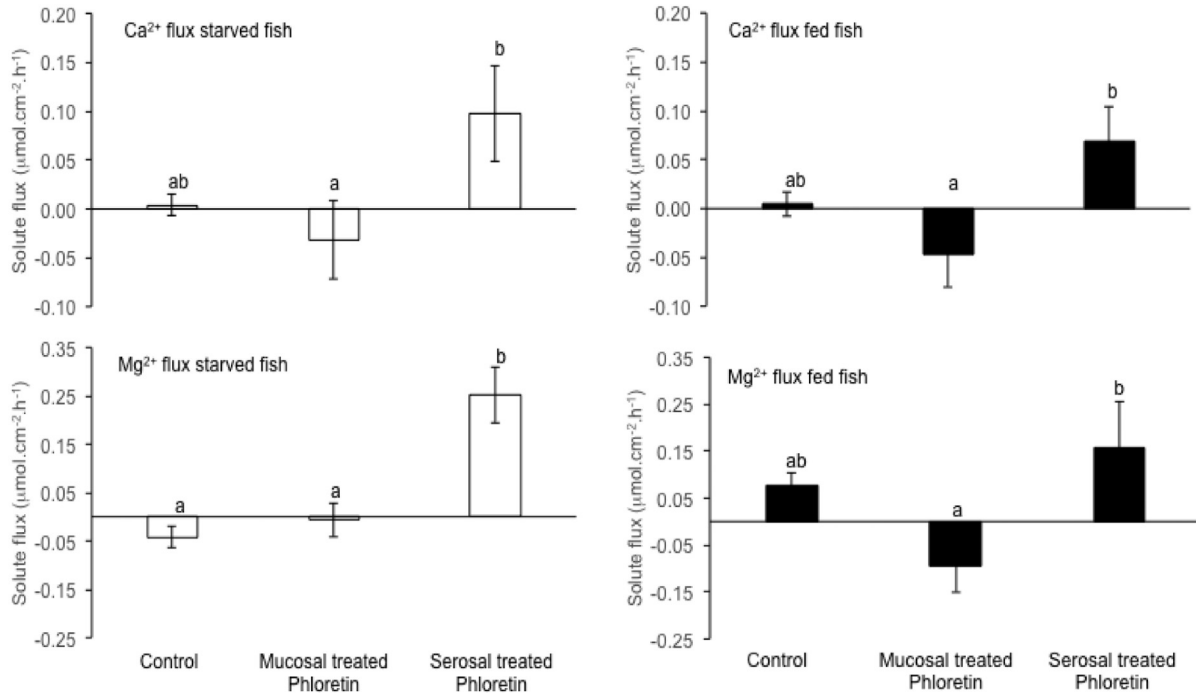 Ca²⁺ flux starved fish
Solute flux (μmol.cm⁻².h⁻¹)
0.20
0.15
0.10
0.05
0.00
-0.05
-0.10
ab
a
b
Ca²⁺ flux fed fish
Solute flux (μmol.cm⁻².h⁻¹)
0.20
0.15
0.10
0.05
0.00
-0.05
-0.10
ab
a
b
Mg²⁺ flux starved fish
Solute flux (μmol.cm⁻².h⁻¹)
0.35
0.25
0.15
0.05
-0.05
-0.15
-0.25
a
a
b
Control
Mucosal treated
Phloretin
Serosal treated
Phloretin
Mg²⁺ flux fed fish
Solute flux (μmol.cm⁻².h⁻¹)
0.35
0.25
0.15
0.05
-0.05
-0.15
-0.25
ab
a
b
Control
Mucosal treated
Phloretin
Serosal treated
Phloretin